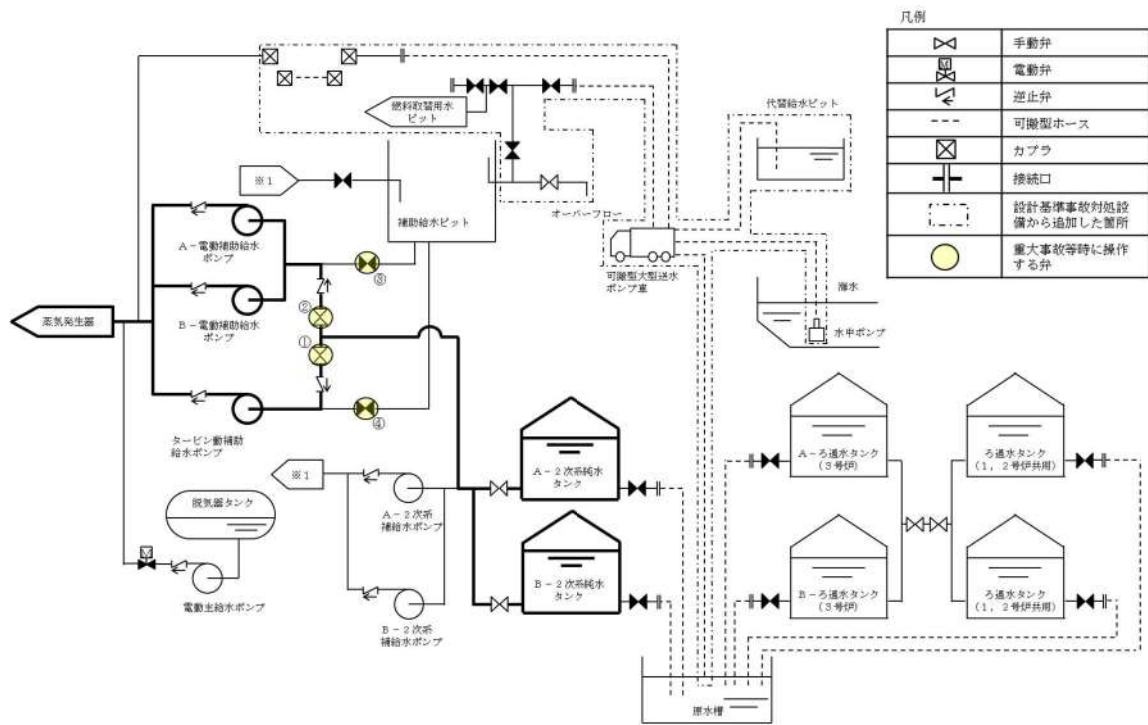 凡例
手動弁
M
電動弁
逆止弁
可搬型ホース
カプラ
接続口
設計基準事故対処設
備から追加した箇所
重大事故等時に操作
する弁
燃料取替用水
ピット
代替給水ピット
※1
補助給水ピット
オーバーフロー
A-電動補助給水
ポンプ
③
可搬型大型送水
ポンプ車
海水
②
蒸気発生器
B-電動補助給水
ポンプ
水中ポンプ
①
④
タービン動補助
給水ポンプ
A-2次系純水
タンク
A-ろ過水タンク
(3号炉)
ろ過水タンク
(1,2号炉共用)
※1
脱気器タンク
A-2次系
補給水ポンプ
M
電動主給水ポンプ
B-2次系純水
タンク
B-ろ過水タンク
(3号炉)
ろ過水タンク
(1,2号炉共用)
B-2次系
補給水ポンプ
原水槽